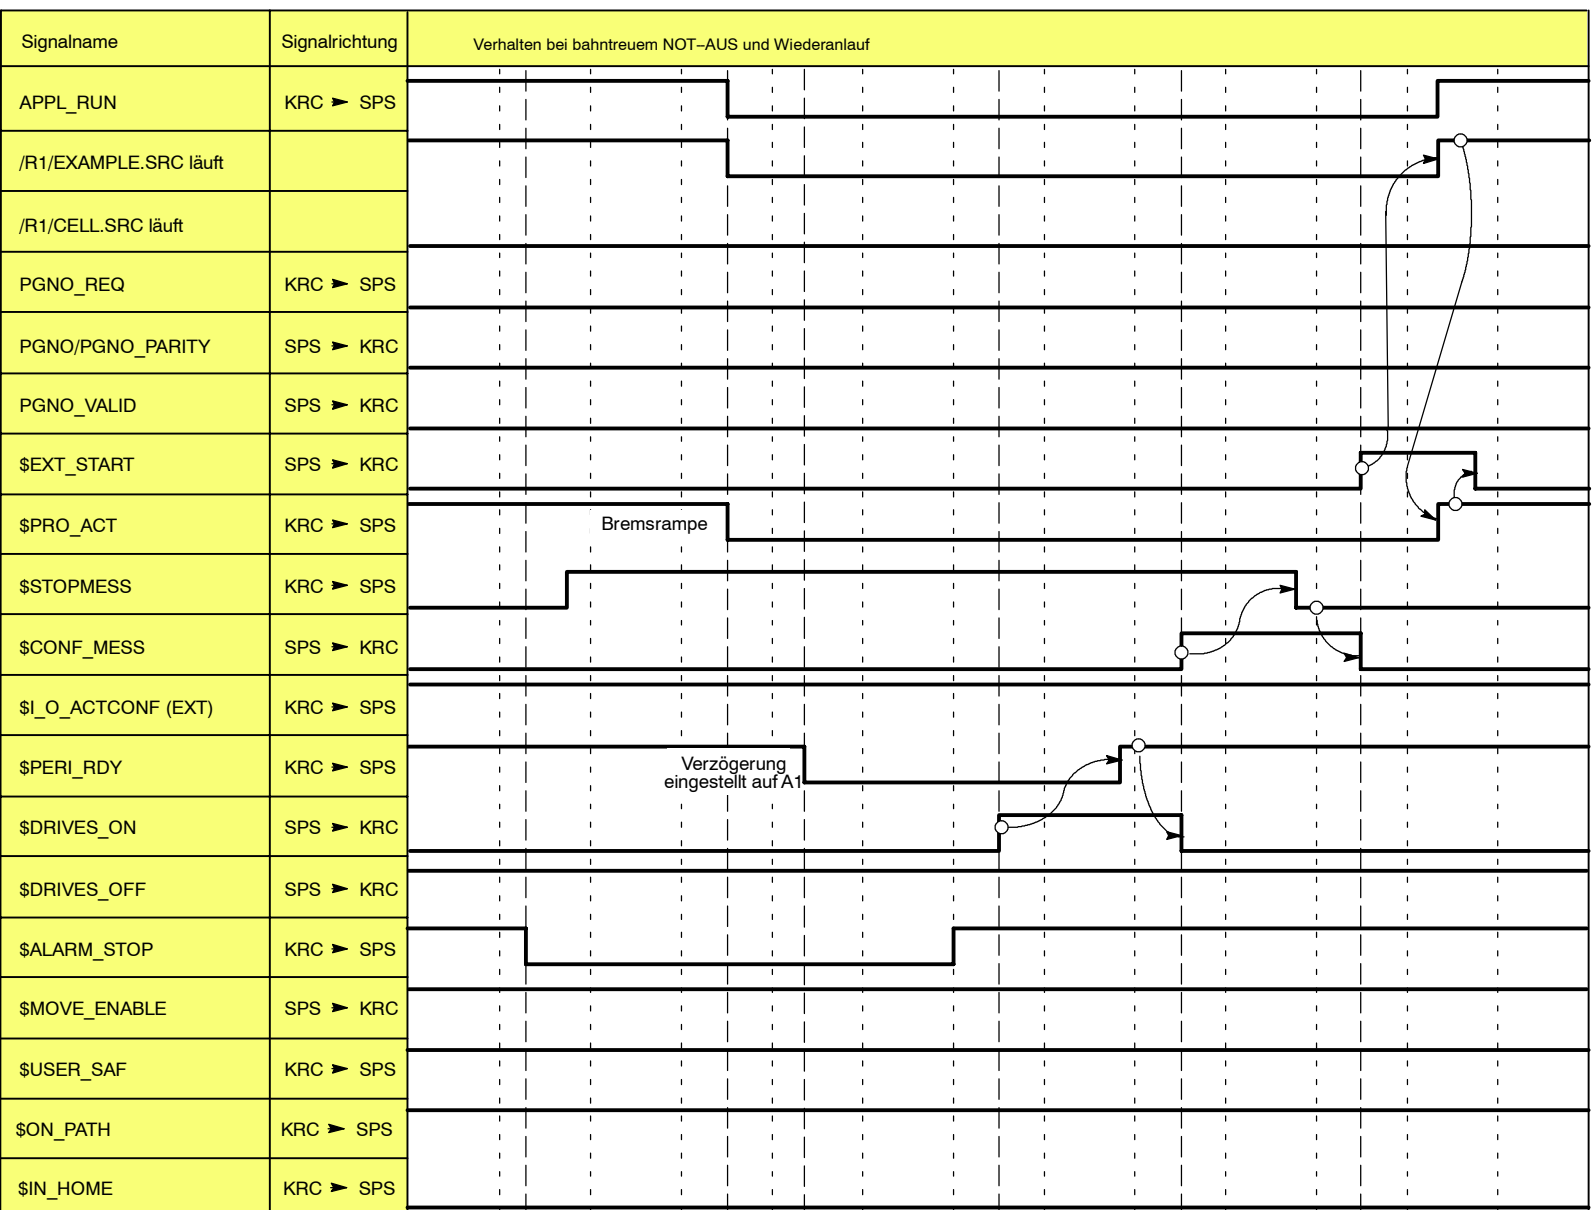 Signalname Signalrichtung Verhalten bei bahntreuem NOT–AUS und Wiederanlauf
APPL_RUN KRC ➤ SPS
/R1/EXAMPLE.SRC läuft
/R1/CELL.SRC läuft
PGNO_REQ KRC ➤ SPS
PGNO/PGNO_PARITY SPS ➤ KRC
PGNO_VALID SPS ➤ KRC
$EXT_START SPS ➤ KRC
$PRO_ACT KRC ➤ SPS Bremsrampe
$STOPMESS KRC ➤ SPS
$CONF_MESS SPS ➤ KRC
$I_O_ACTCONF (EXT) KRC ➤ SPS
$PERI_RDY KRC ➤ SPS Verzögerung
eingestellt auf A1
$DRIVES_ON SPS ➤ KRC
$DRIVES_OFF SPS ➤ KRC
$ALARM_STOP KRC ➤ SPS
$MOVE_ENABLE SPS ➤ KRC
$USER_SAF KRC ➤ SPS
$ON_PATH KRC ➤ SPS
$IN_HOME KRC ➤ SPS